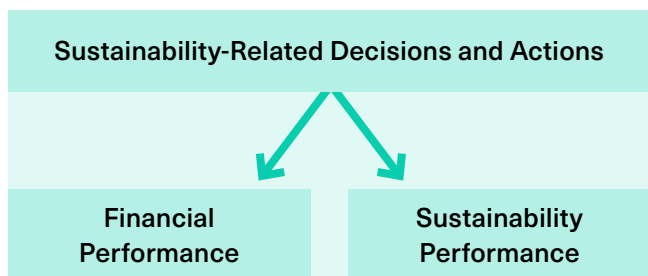 Sustainability-Related Decisions and Actions
Financial
Performance
Sustainability
Performance